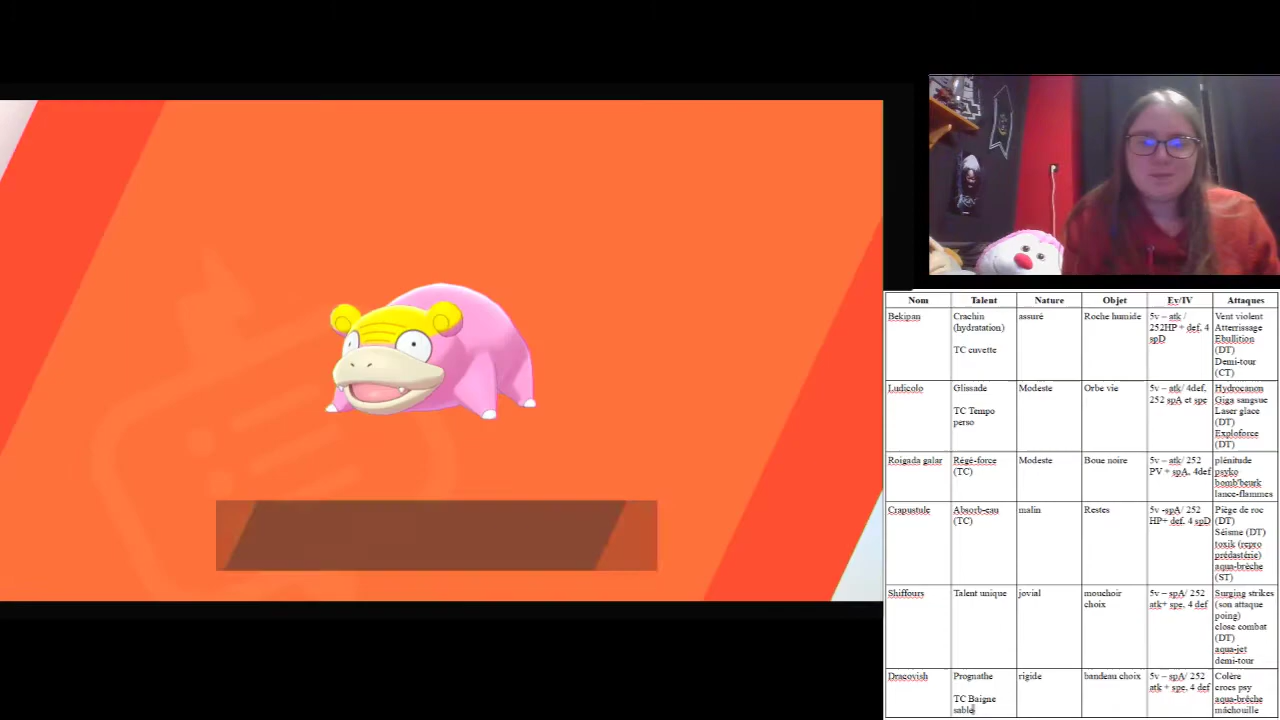 Nom Talent Nature Objet Ev/IV Attaques
Bekipan Crachin assuré Roche humide 5v – atk / Vent violent
(hydratation) 252HP + def, 4 Atterrissage
spD Ebullition
TC cuvette (DT)
Demi-tour
(CT)
Ludicolo Glissade Modeste Orbe vie 5v – atk/ 4def, Hydrocanon
252 spA et spe Giga sangsue
TC Tempo Laser glace
perso (DT)
Exploforce
(DT)
Roigada galar Régé-force Modeste Boue noire 5v – atk/ 252 plénitude
(TC) PV + spA, 4def psyko
bomb'beurk
lance-flammes
Crapustule Absorb-eau malin Restes 5v -spA/ 252 Piège de roc
(TC) HP+ def, 4 spD (DT)
Séisme (DT)
toxik (repro
prédastérie)
aqua-brèche
(ST)
Shiffours Talent unique jovial mouchoir 5v – spA/ 252 Surging strikes
choix atk+ spe, 4 def (son attaque
poing)
close combat
(DT)
aqua-jet
demi-tour
Dracovish Prognathe rigide bandeau choix 5v – spA/ 252 Colère
atk + spe, 4 def crocs psy
TC Baigne aqua-brêche
sable mâchouille